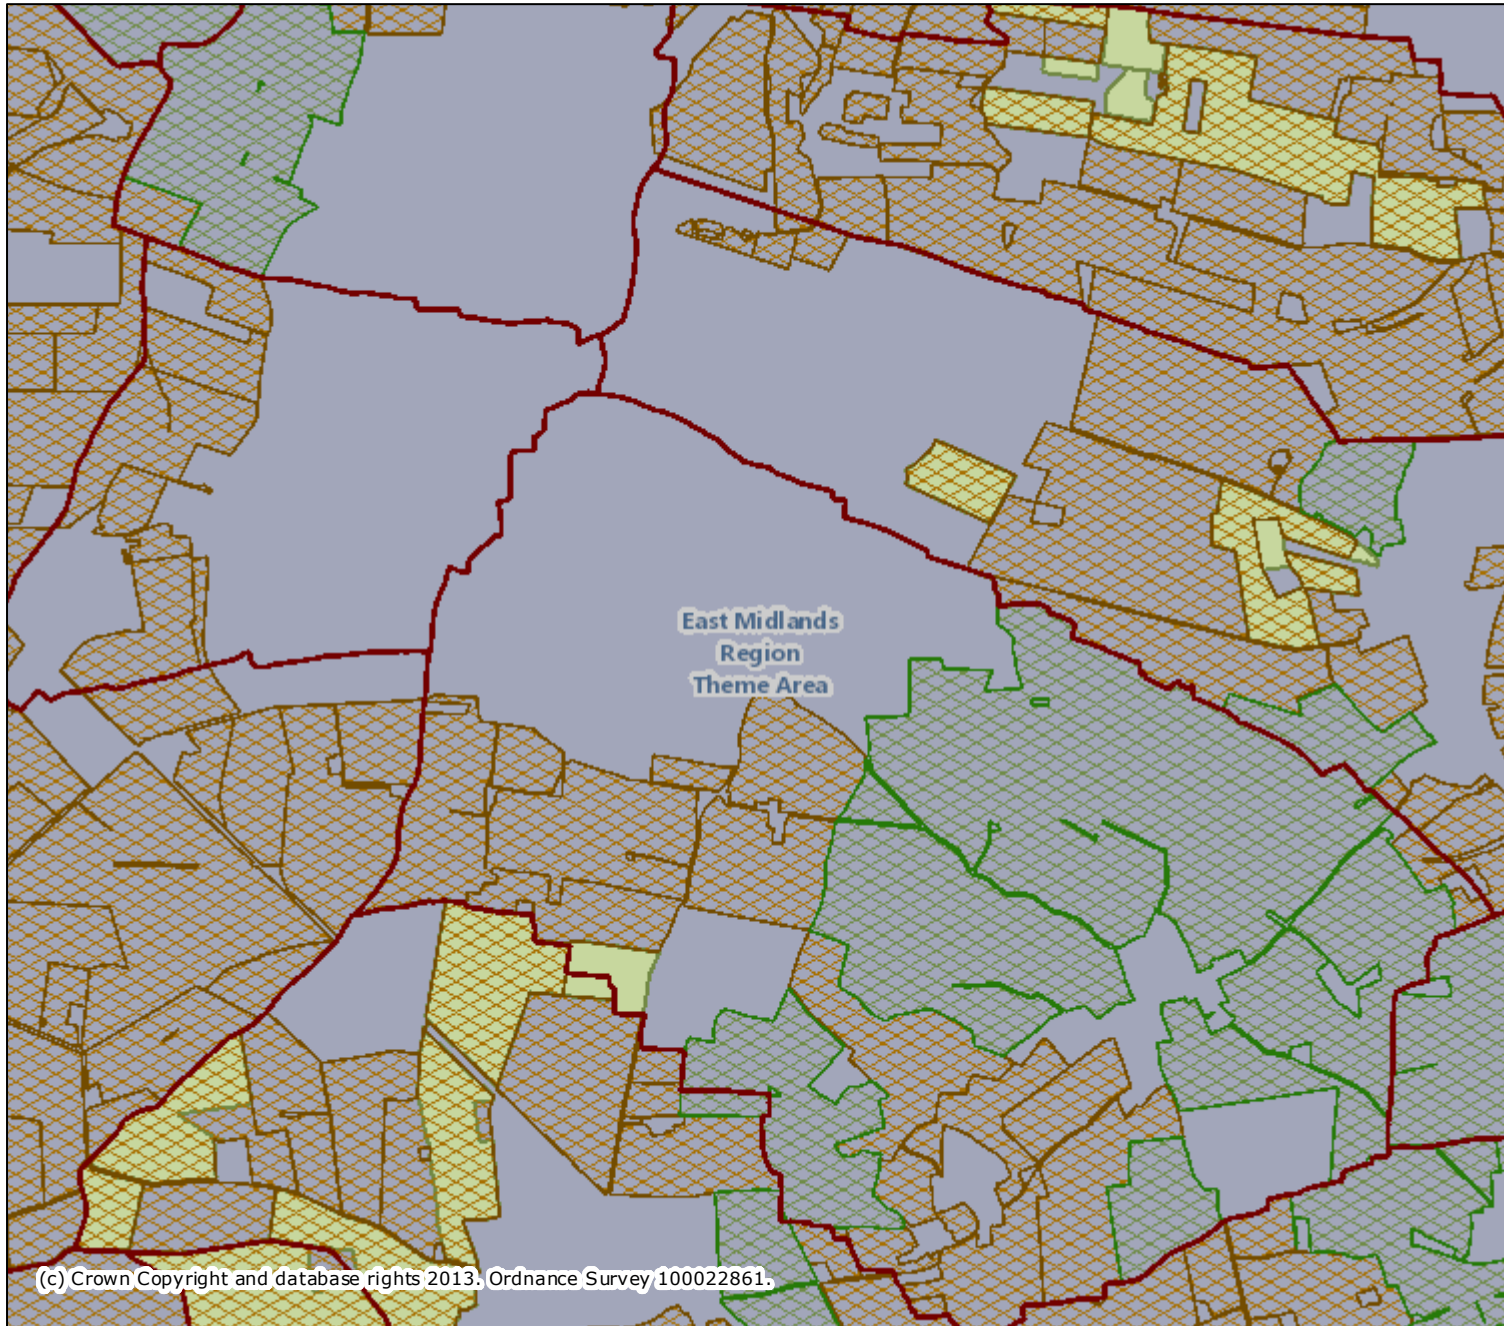 East Midlands
Region
Theme Area
(c) Crown Copyright and database rights 2013. Ordnance Survey 100022861.